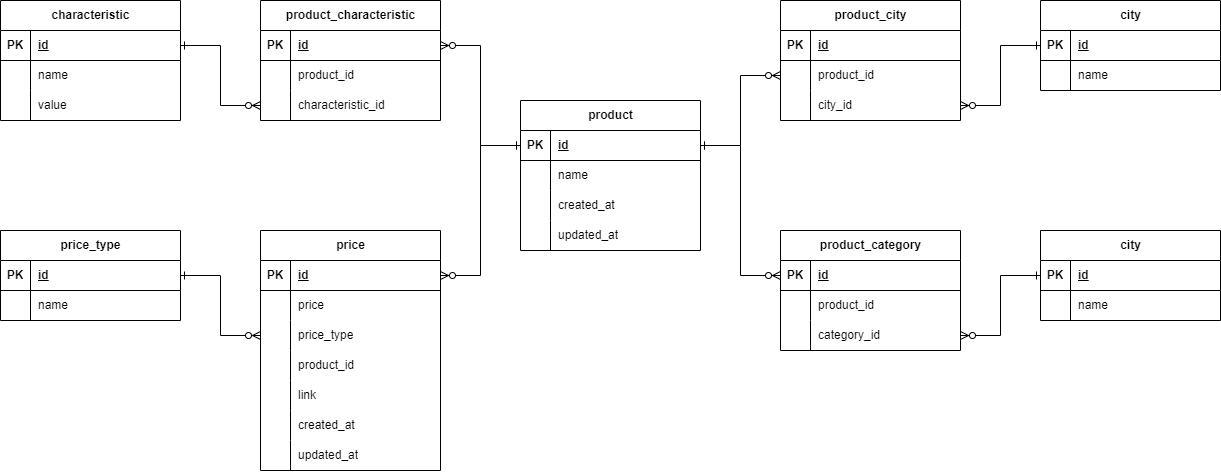 characteristic
PK id
name
value
product_characteristic
PK id
product_id
characteristic_id
product
PK id
name
created_at
updated_at
product_city
PK id
product_id
city_id
city
PK id
name
price_type
PK id
name
price
PK id
price
price_type
product_id
link
created_at
updated_at
product_category
PK id
product_id
category_id
city
PK id
name